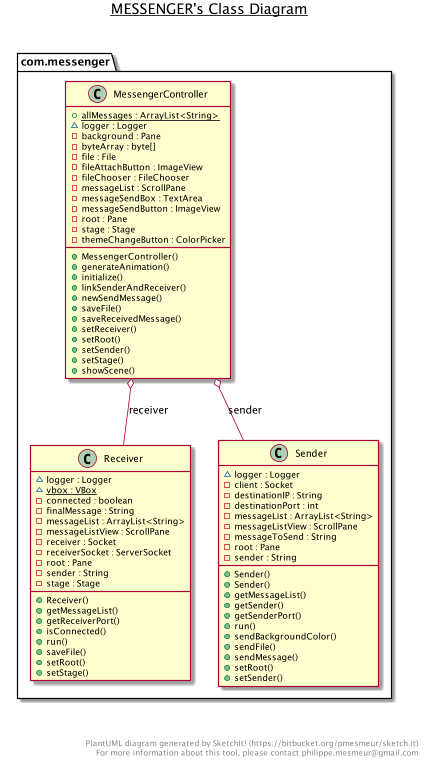 MESSENGER's Class Diagram
com.messenger
MessengerController
allMessages : ArrayList<String>
logger : Logger
background : Pane
byteArray : byte[]
file : File
fileAttachButton : ImageView
fileChooser : FileChooser
messageList : ScrollPane
messageSendBox : TextArea
messageSendButton : ImageView
root : Pane
stage : Stage
themeChangeButton : ColorPicker
MessengerController()
generateAnimation()
initialize()
linkSenderAndReceiver()
newSendMessage()
saveFile()
saveReceivedMessage()
setReceiver()
setRoot()
setSender()
setStage()
showScene()
receiver
sender
Receiver
logger : Logger
vbox : VBox
connected : boolean
finalMessage : String
messageList : ArrayList<String>
messageListView : ScrollPane
receiver : Socket
receiverSocket : ServerSocket
root : Pane
sender : String
stage : Stage
Receiver()
getMessageList()
getReceiverPort()
isConnected()
run()
saveFile()
setRoot()
setStage()
Sender
logger : Logger
client : Socket
destinationIP : String
destinationPort : int
messageList : ArrayList<String>
messageListView : ScrollPane
messageToSend : String
root : Pane
sender : String
Sender()
Sender()
getMessageList()
getSender()
getSenderPort()
run()
sendBackgroundColor()
sendFile()
sendMessage()
setRoot()
setSender()
PlantUML diagram generated by SketchIt! (https://bitbucket.org/pmesmeur/sketch.it)
For more information about this tool, please contact philippe.mesmeur@gmail.com